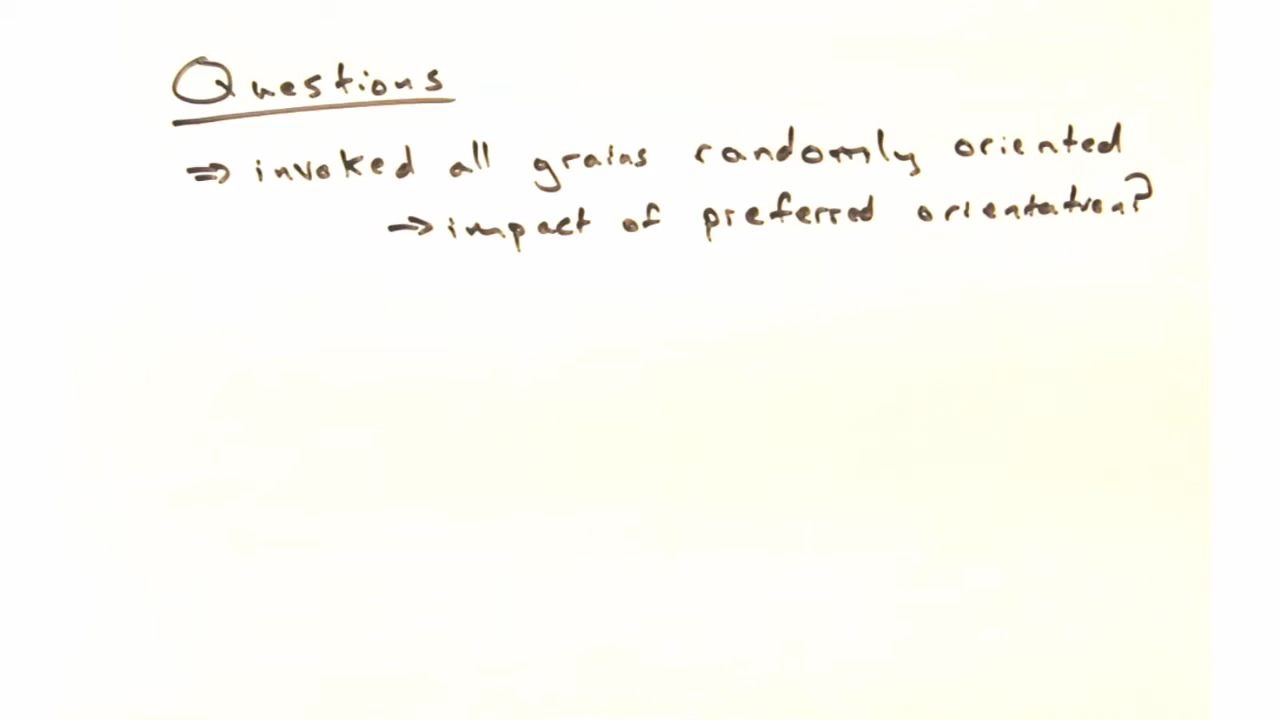 Questions
⇒ invoked all grains randomly oriented
→ impact of preferred orientation?